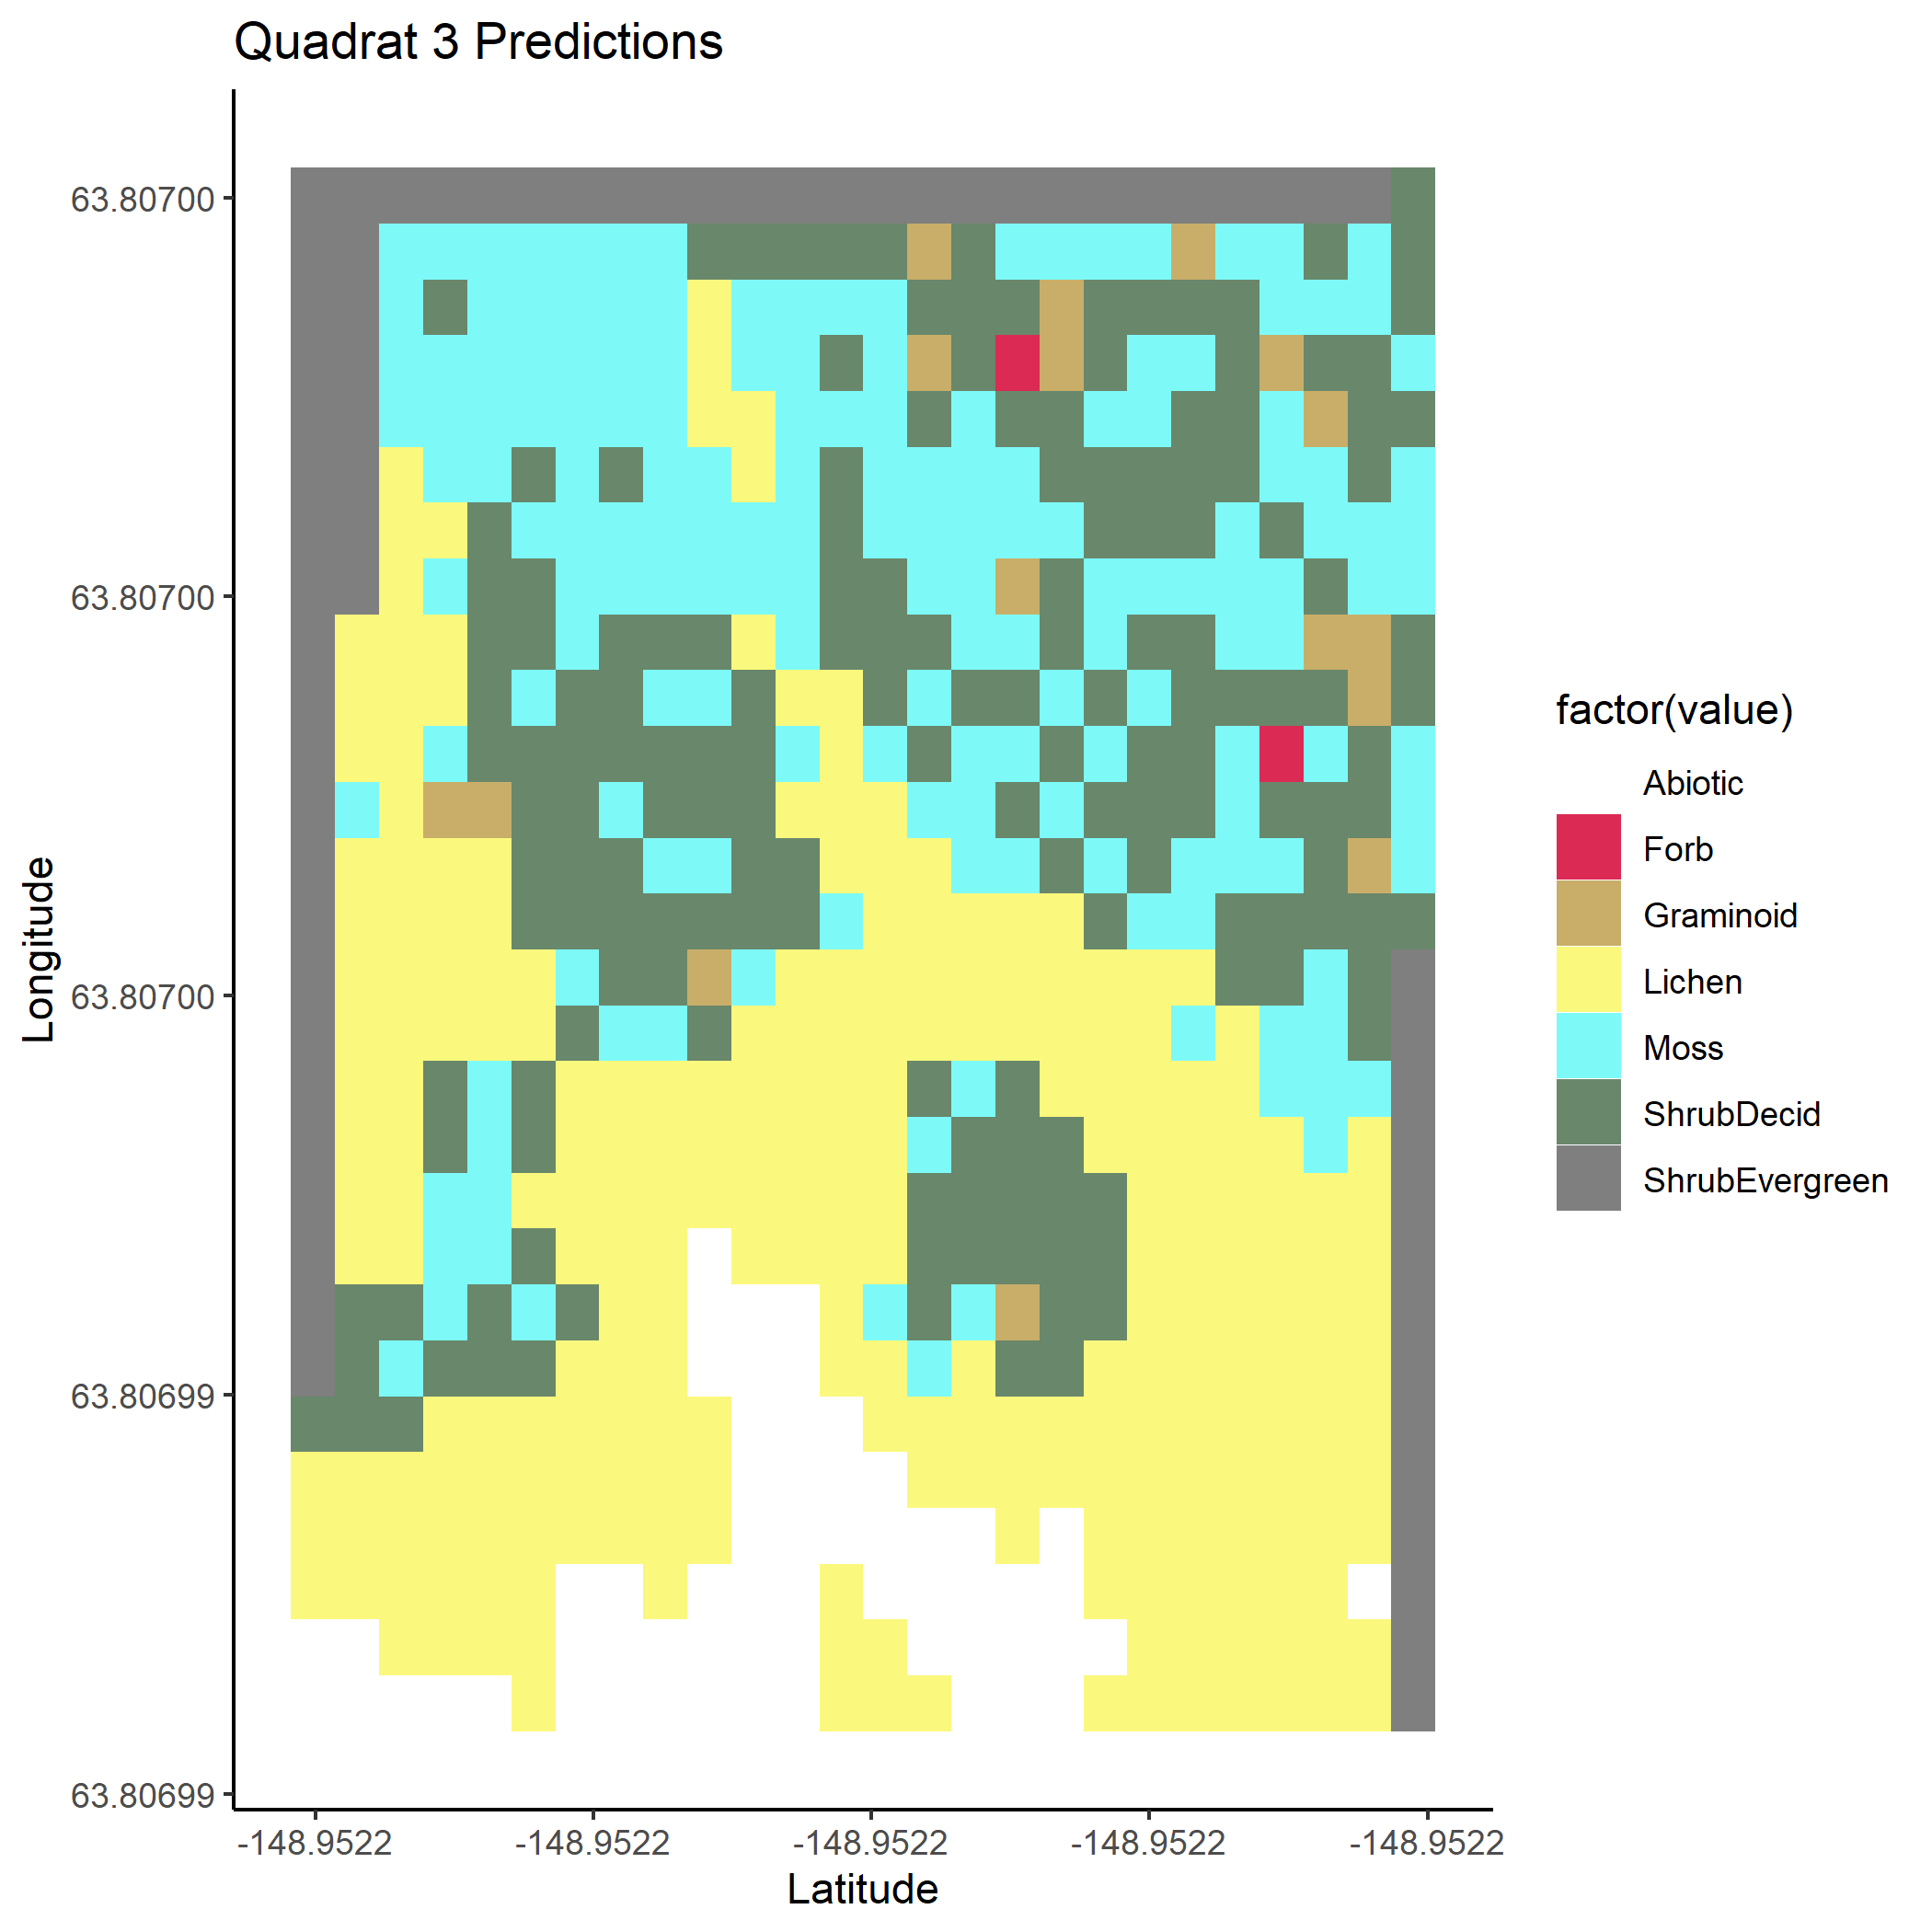 Quadrat 3 Predictions
63.80700
63.80700
63.80700
63.80699
63.80699
Longitude
-148.9522 -148.9522 -148.9522 -148.9522 -148.9522
Latitude
factor(value)
Abiotic
Forb
Graminoid
Lichen
Moss
ShrubDecid
ShrubEvergreen